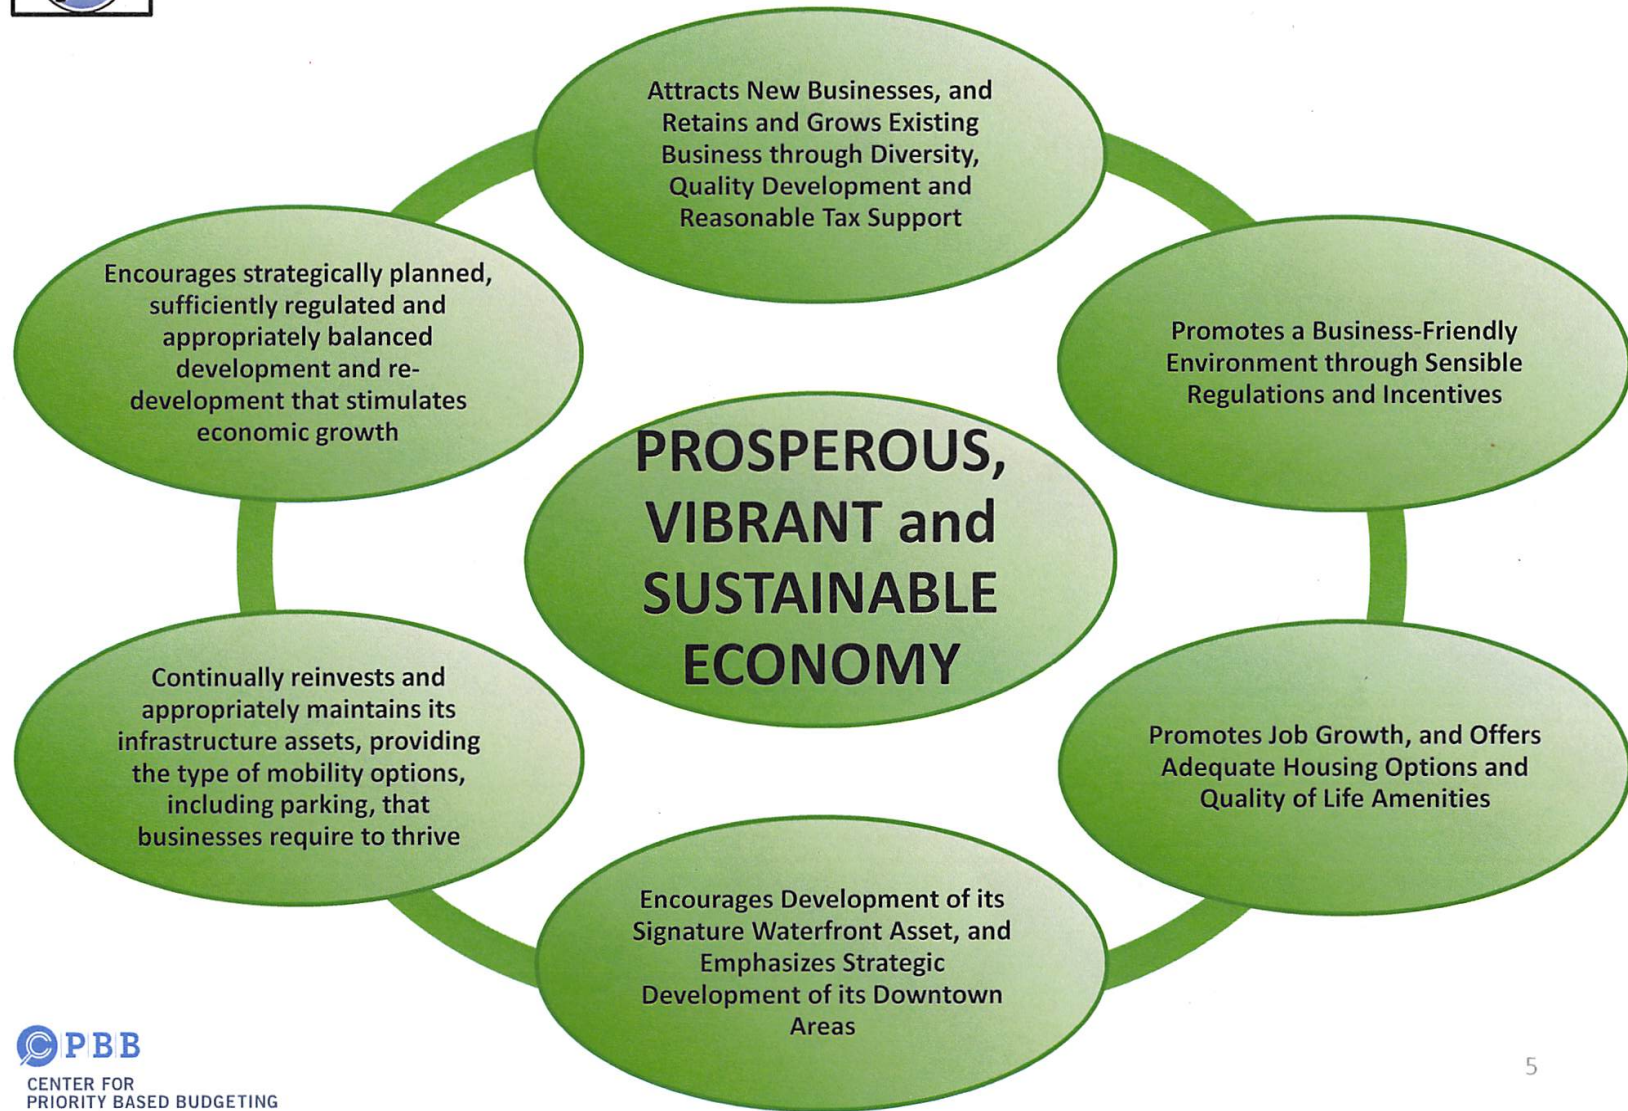 Attracts New Businesses, and
Retains and Grows Existing
Business through Diversity,
Quality Development and
Reasonable Tax Support
Encourages strategically planned,
sufficiently regulated and
appropriately balanced
development and re-
development that stimulates
economic growth
Promotes a Business-Friendly
Environment through Sensible
Regulations and Incentives
PROSPEROUS,
VIBRANT and
SUSTAINABLE
ECONOMY
Continually reinvests and
appropriately maintains its
infrastructure assets, providing
the type of mobility options,
including parking, that
businesses require to thrive
Promotes Job Growth, and Offers
Adequate Housing Options and
Quality of Life Amenities
Encourages Development of its
Signature Waterfront Asset, and
Emphasizes Strategic
Development of its Downtown
Areas
PBB
CENTER FOR
PRIORITY BASED BUDGETING
5